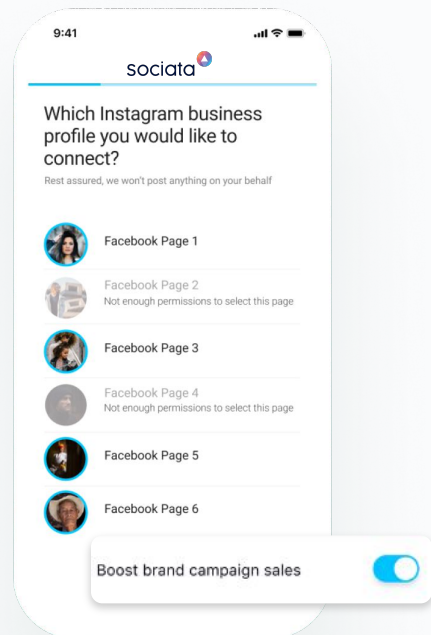 9:41
sociata
Which Instagram business
profile you would like to
connect?
Rest assured, we won't post anything on your behalf
Facebook Page 1
Facebook Page 2
Not enough permissions to select this page
Facebook Page 3
Facebook Page 4
Not enough permissions to select this page
Facebook Page 5
Facebook Page 6
Boost brand campaign sales